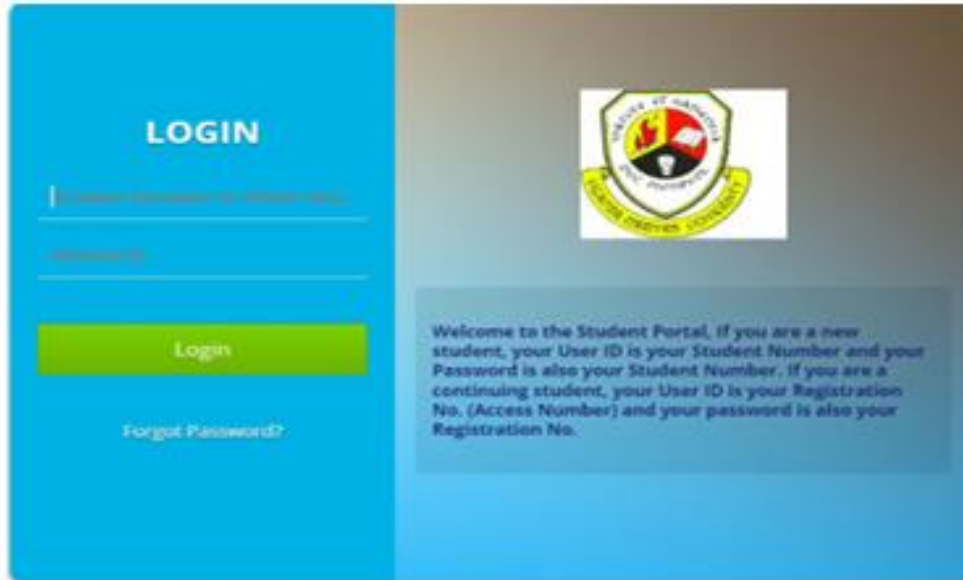 LOGIN
Login
Forgot Password?
Welcome to the Student Portal, If you are a new
student, your User ID is your Student Number and your
Password is also your Student Number. If you are a
continuing student, your User ID is your Registration
No. (Access Number) and your password is also your
Registration No.